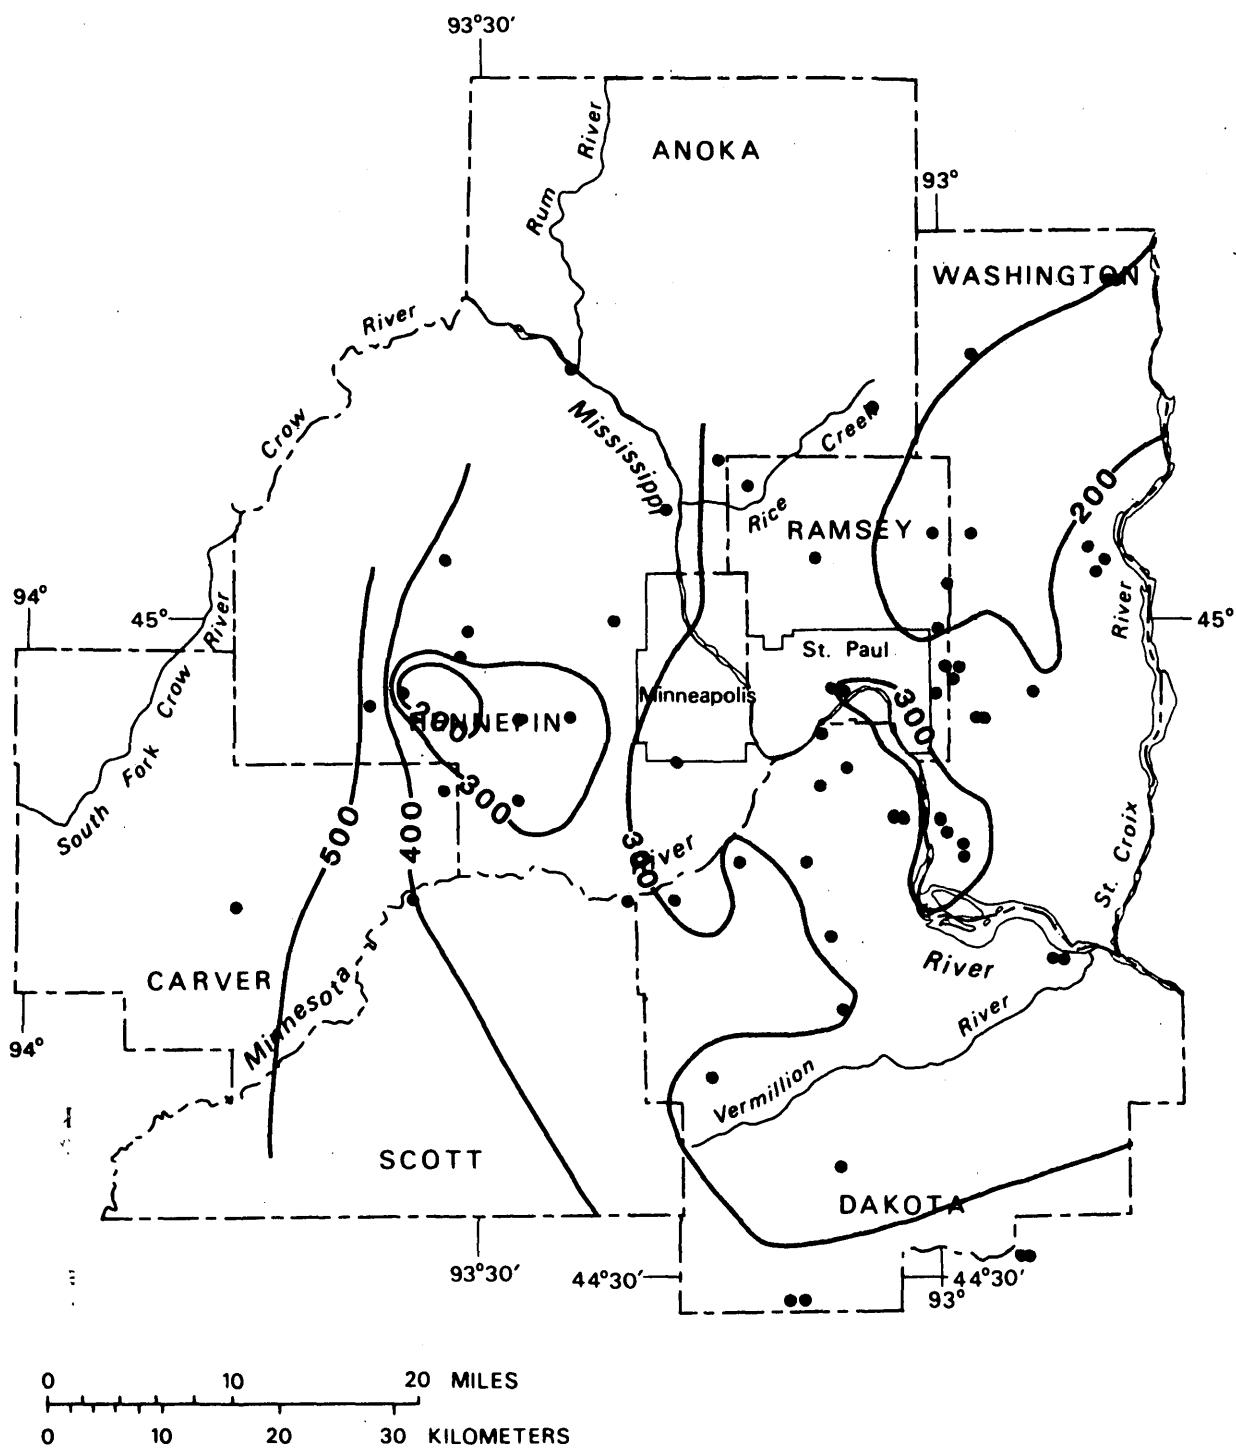 93°30'
ANOKA
Rum River
93°
WASHINGTON
Crow River
Mississippi
Rice Creek
200
RAMSEY
94°
45°
South Fork Crow River
St. Croix River
45°
St. Paul
Minneapolis
200
HENNEPIN
300
300
500
400
300
River
CARVER
Minnesota
River
Vermillion River
94°
SCOTT
DAKOTA
93°30'
44°30'
44°30'
93°
0 10 20 MILES
0 10 20 30 KILOMETERS